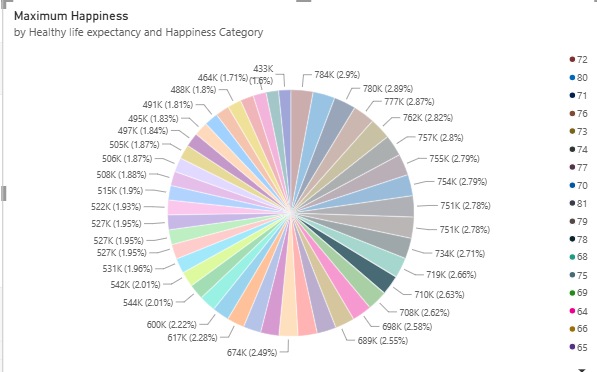 Maximum Happiness
by Healthy life expectancy and Happiness Category
433K
(1.6%)
784K (2.9%)
780K (2.89%)
777K (2.87%)
762K (2.82%)
757K (2.8%)
755K (2.79%)
754K (2.79%)
751K (2.78%)
751K (2.78%)
734K (2.71%)
719K (2.66%)
710K (2.63%)
708K (2.62%)
698K (2.58%)
689K (2.55%)
674K (2.49%)
617K (2.28%)
600K (2.22%)
544K (2.01%)
542K (2.01%)
531K (1.96%)
527K (1.95%)
527K (1.95%)
527K (1.95%)
522K (1.93%)
515K (1.9%)
508K (1.88%)
506K (1.87%)
505K (1.87%)
497K (1.84%)
495K (1.83%)
491K (1.81%)
488K (1.8%)
464K (1.71%)
72
80
71
76
73
74
77
70
81
79
78
68
75
69
64
66
65